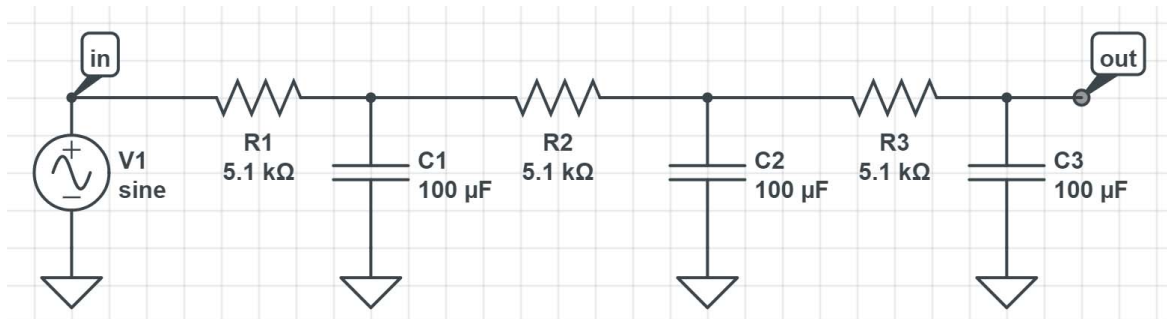 in
out
V1
sine
R1
5.1 kΩ
C1
100 µF
R2
5.1 kΩ
C2
100 µF
R3
5.1 kΩ
C3
100 µF